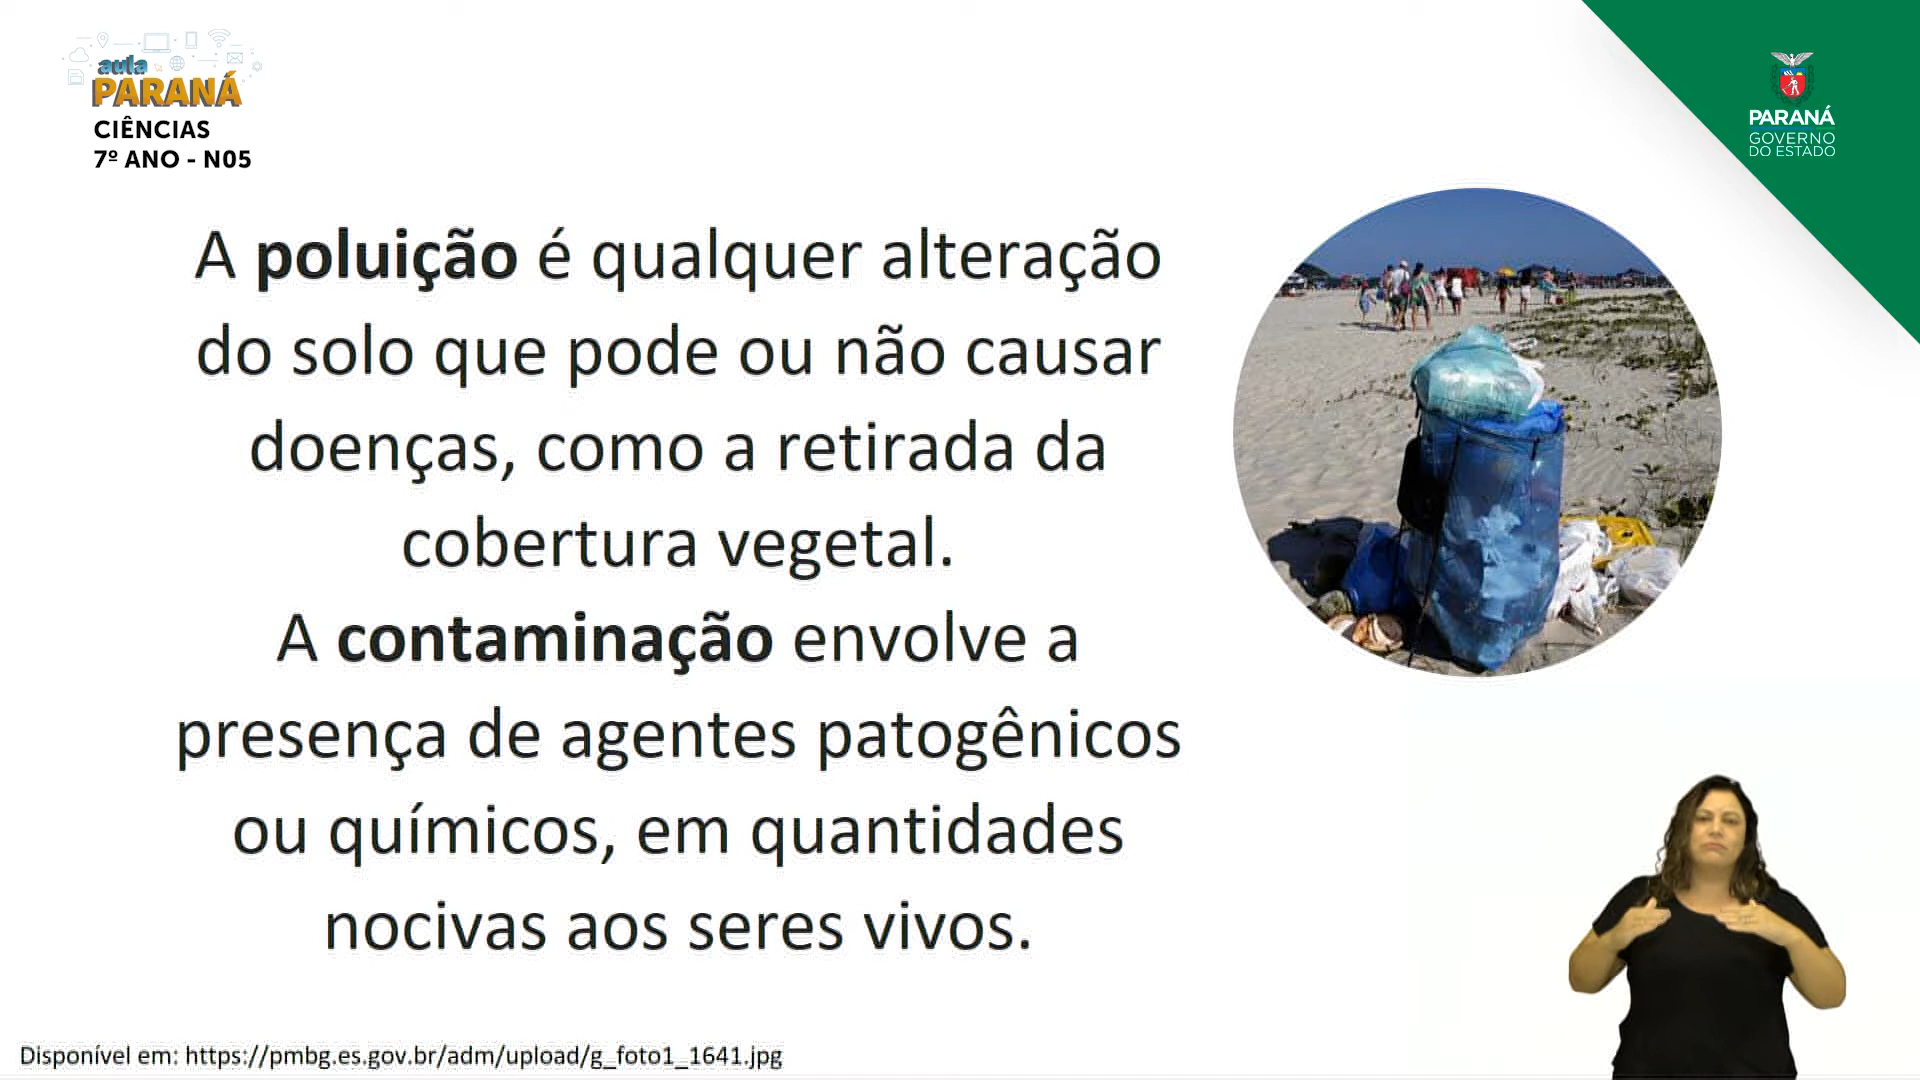 aula
PARANÁ
CIÊNCIAS
7º ANO - N05
PARANÁ
GOVERNO
DO ESTADO
A poluição é qualquer alteração
do solo que pode ou não causar
doenças, como a retirada da
cobertura vegetal.
A contaminação envolve a
presença de agentes patogênicos
ou químicos, em quantidades
nocivas aos seres vivos.
Disponível em: https://pmbg.es.gov.br/adm/upload/g_foto1_1641.jpg